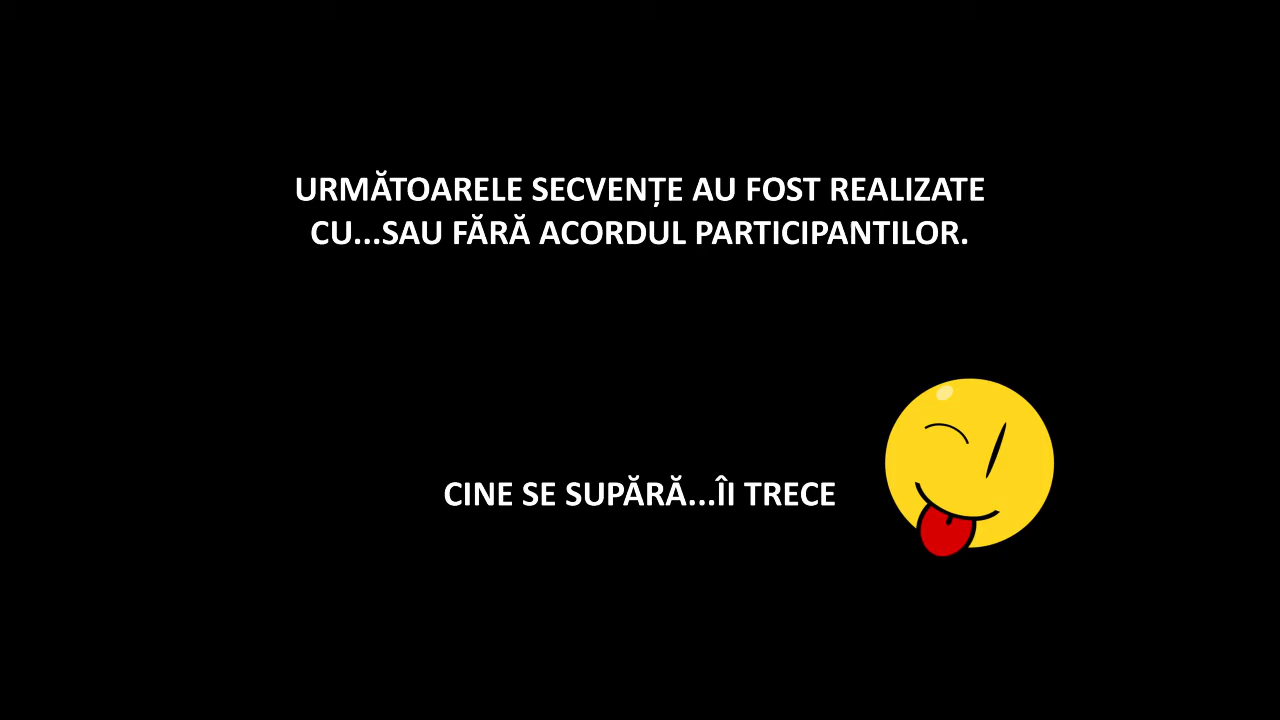 URMĂTOARELE SECVENȚE AU FOST REALIZATE
CU...SAU FĂRĂ ACORDUL PARTICIPANTILOR.
CINE SE SUPĂRĂ...ÎI TRECE